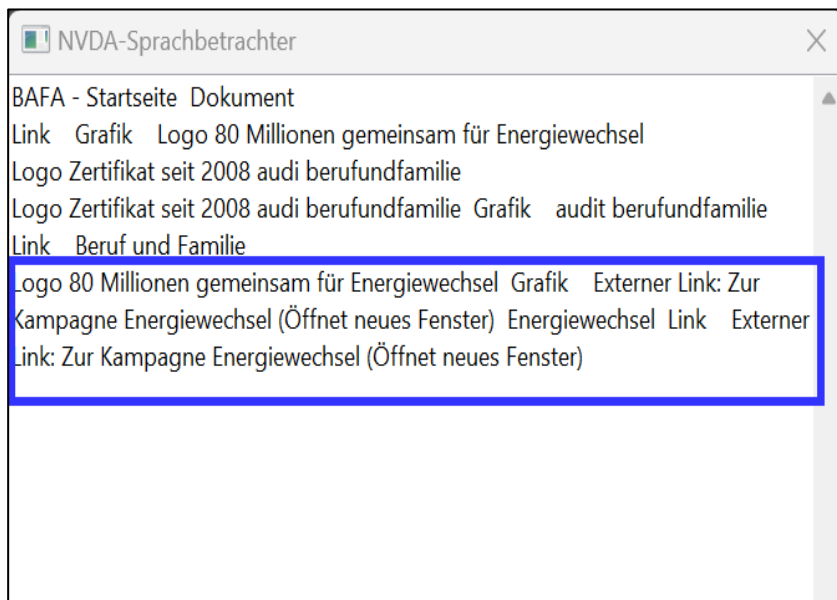 NVDA-Sprachbetrachter
BAFA - Startseite Dokument
Link Grafik Logo 80 Millionen gemeinsam für Energiewechsel
Logo Zertifikat seit 2008 audi berufundfamilie
Logo Zertifikat seit 2008 audi berufundfamilie Grafik audit berufundfamilie
Link Beruf und Familie
Logo 80 Millionen gemeinsam für Energiewechsel Grafik Externer Link: Zur
Kampagne Energiewechsel (Öffnet neues Fenster) Energiewechsel Link Externer
Link: Zur Kampagne Energiewechsel (Öffnet neues Fenster)